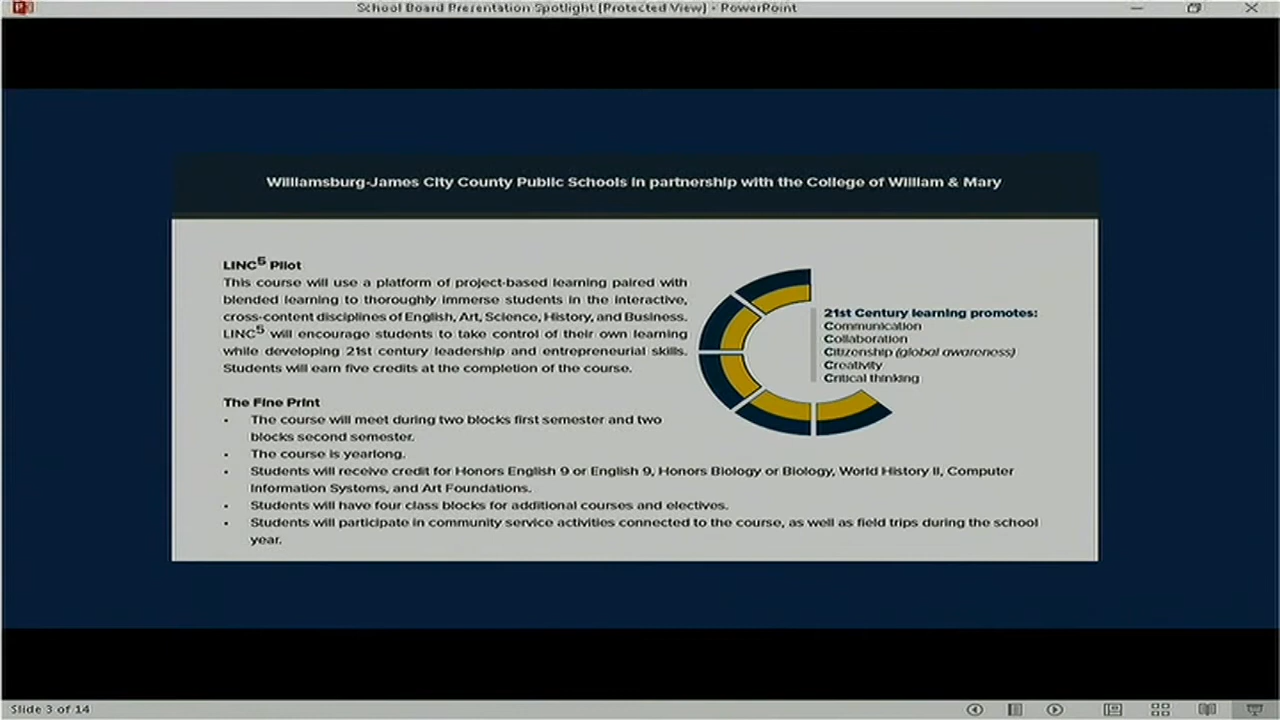 School Board Presentation Spotlight [Protected View] - PowerPoint
Williamsburg-James City County Public Schools in partnership with the College of William & Mary
LINC5 Pilot
This course will use a platform of project-based learning paired with
blended learning to thoroughly immerse students in the interactive,
cross-content disciplines of English, Art, Science, History, and Business.
LINC5 will encourage students to take control of their own learning
while developing 21st century leadership and entrepreneurial skills.
Students will earn five credits at the completion of the course.
21st Century learning promotes:
Communication
Collaboration
Citizenship (global awareness)
Creativity
Critical thinking
The Fine Print
• The course will meet during two blocks first semester and two
blocks second semester.
• The course is yearlong.
• Students will receive credit for Honors English 9 or English 9, Honors Biology or Biology, World History II, Computer
Information Systems, and Art Foundations.
• Students will have four class blocks for additional courses and electives.
• Students will participate in community service activities connected to the course, as well as field trips during the school
year.
Slide 3 of 14